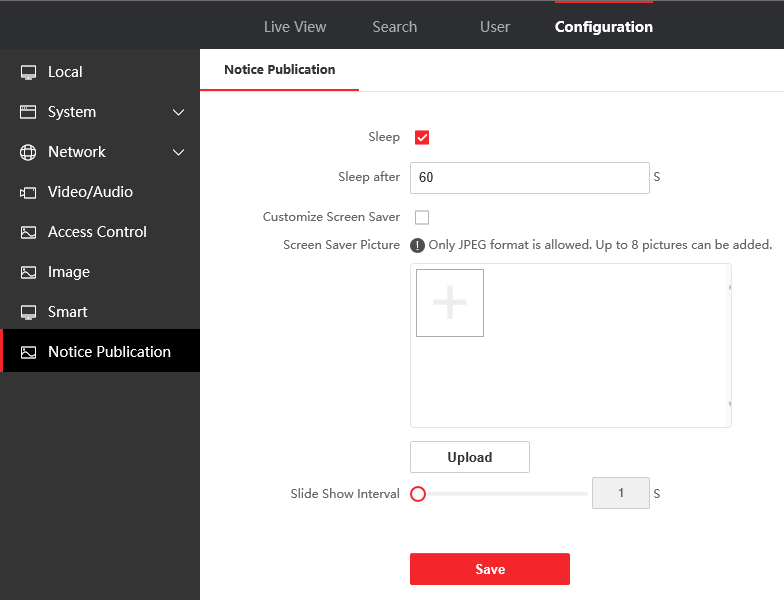 Live View Search User Configuration
Local
System
Network
Video/Audio
Access Control
Image
Smart
Notice Publication
Notice Publication
Sleep
Sleep after 60 S
Customize Screen Saver
Screen Saver Picture ! Only JPEG format is allowed. Up to 8 pictures can be added.
Upload
Slide Show Interval 1 S
Save